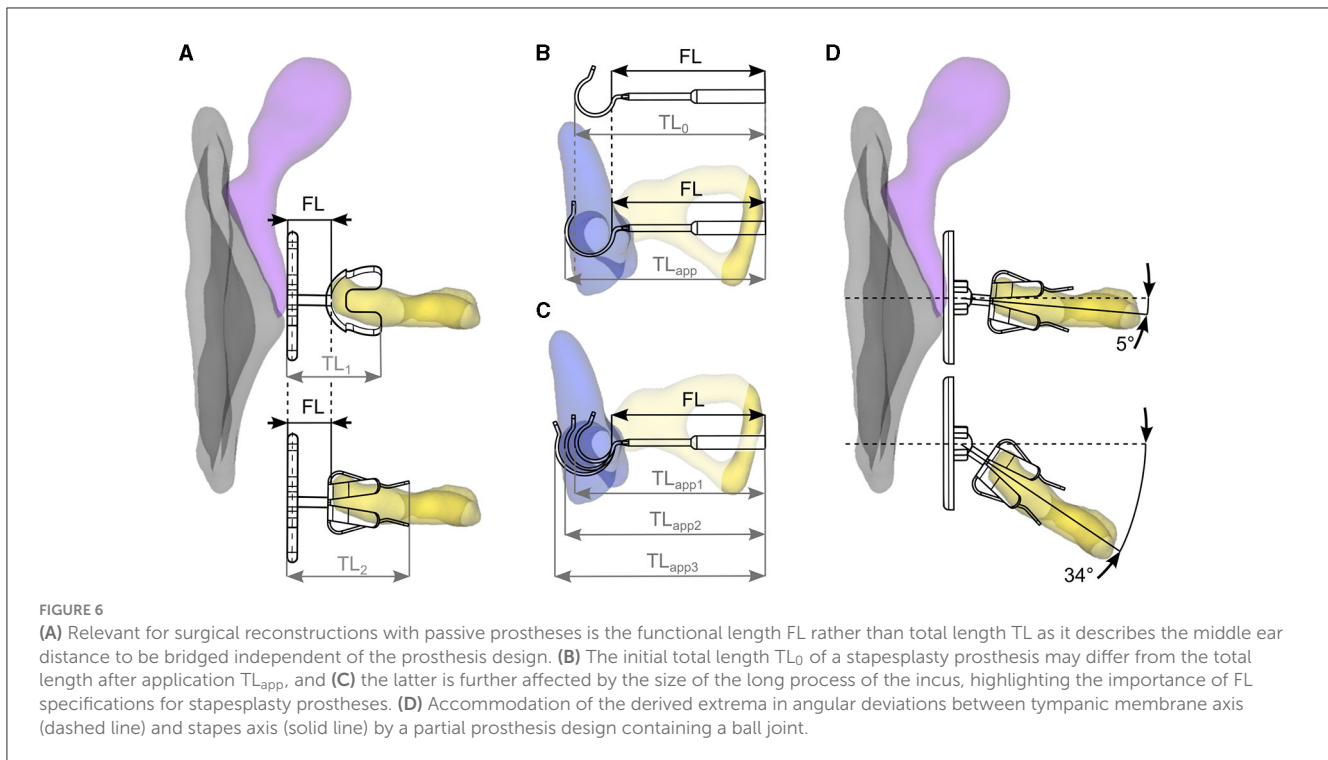 A
FL
TL1
FL
TL2
B
FL
TL0
FL
TLapp
C
FL
TLapp1
TLapp2
TLapp3
D
5°
34°
FIGURE 6
(A) Relevant for surgical reconstructions with passive prostheses is the functional length FL rather than total length TL as it describes the middle ear
distance to be bridged independent of the prosthesis design. (B) The initial total length TL0 of a stapesplasty prosthesis may differ from the total
length after application TLapp, and (C) the latter is further affected by the size of the long process of the incus, highlighting the importance of FL
specifications for stapesplasty prostheses. (D) Accommodation of the derived extrema in angular deviations between tympanic membrane axis
(dashed line) and stapes axis (solid line) by a partial prosthesis design containing a ball joint.